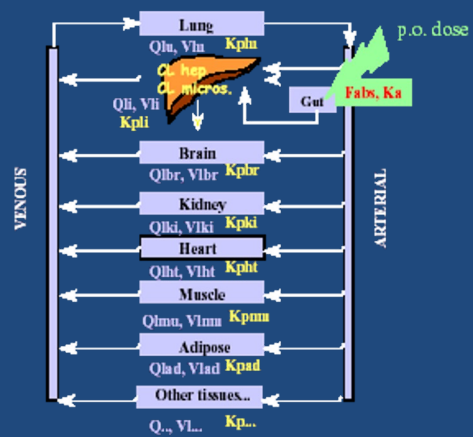 Lung
p.o. dose
Qlu, Vlu Kplu
CL hep.
CL micros.
Gut
Fabs, Ka
Qli, Vli
Kpli
Brain
Qlbr, Vlbr Kpbr
VENOUS
ARTERIAL
Kidney
Qlki, Vlki Kpki
Heart
Qlht, Vlht Kpht
Muscle
Qlmu, Vlmu Kpmu
Adipose
Qlad, Vlad Kpad
Other tissues...
Q.., Vl... Kp...